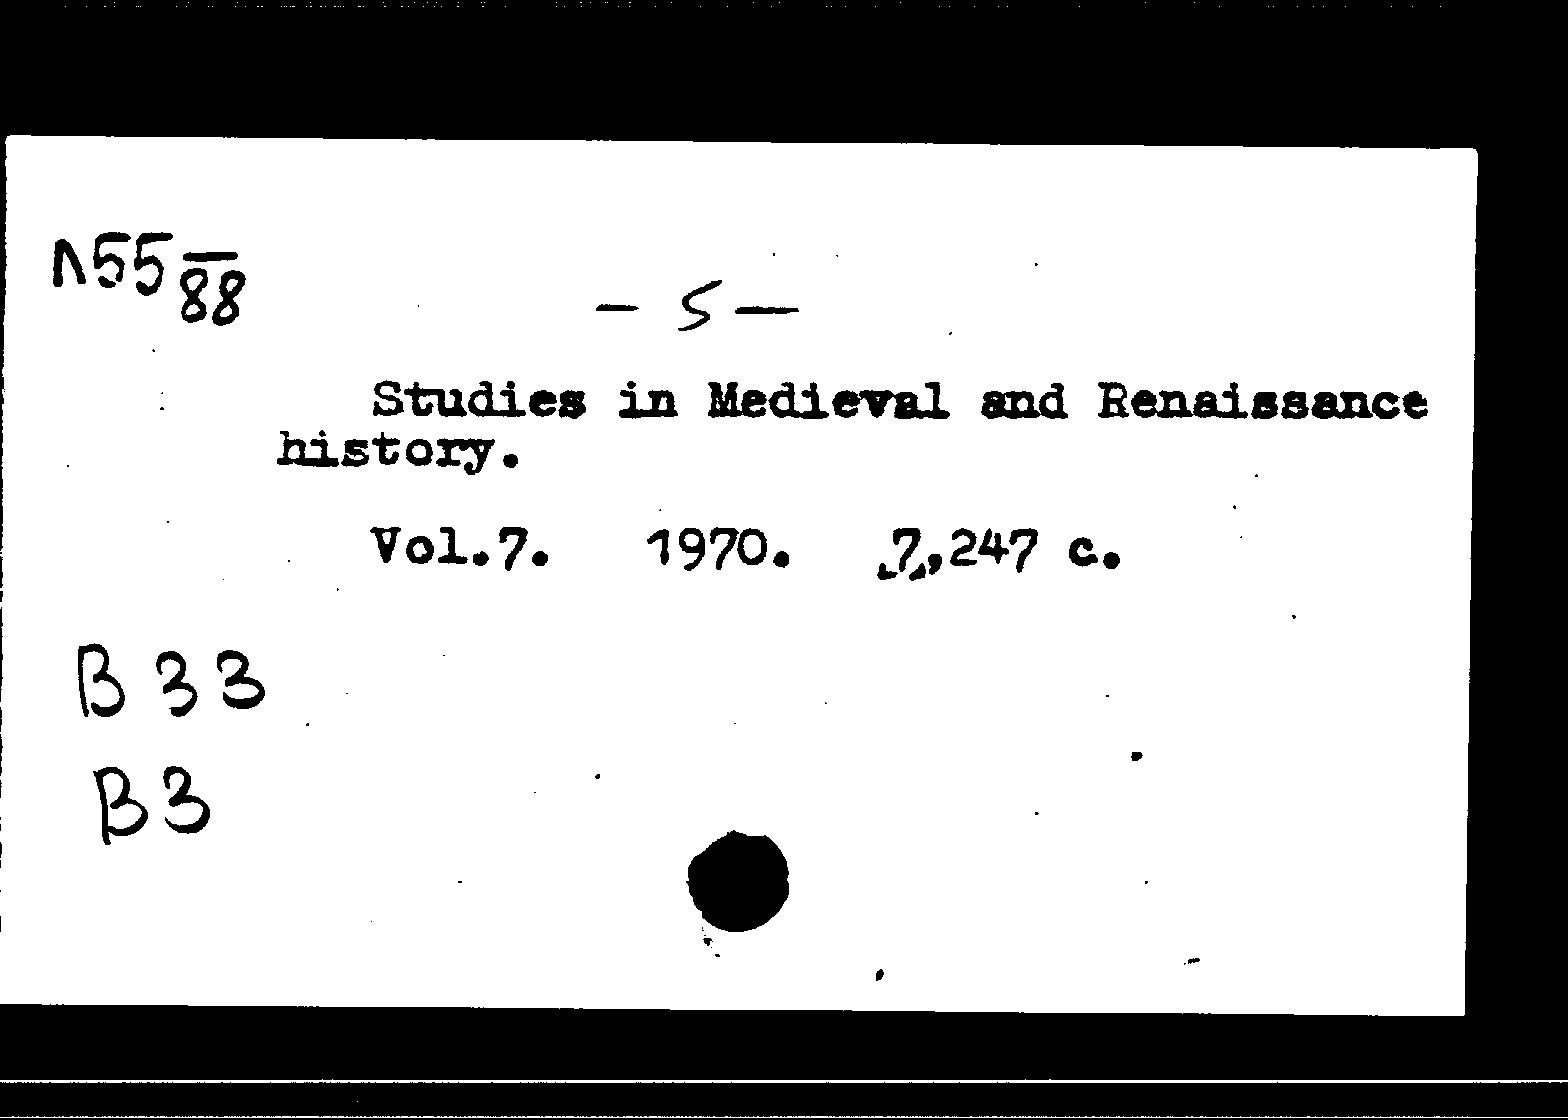 Л55
88
– 5 –
Studies in Medieval and Renaissance
history.
Vol.7. 1970. 7,247 с.
В 33
В3